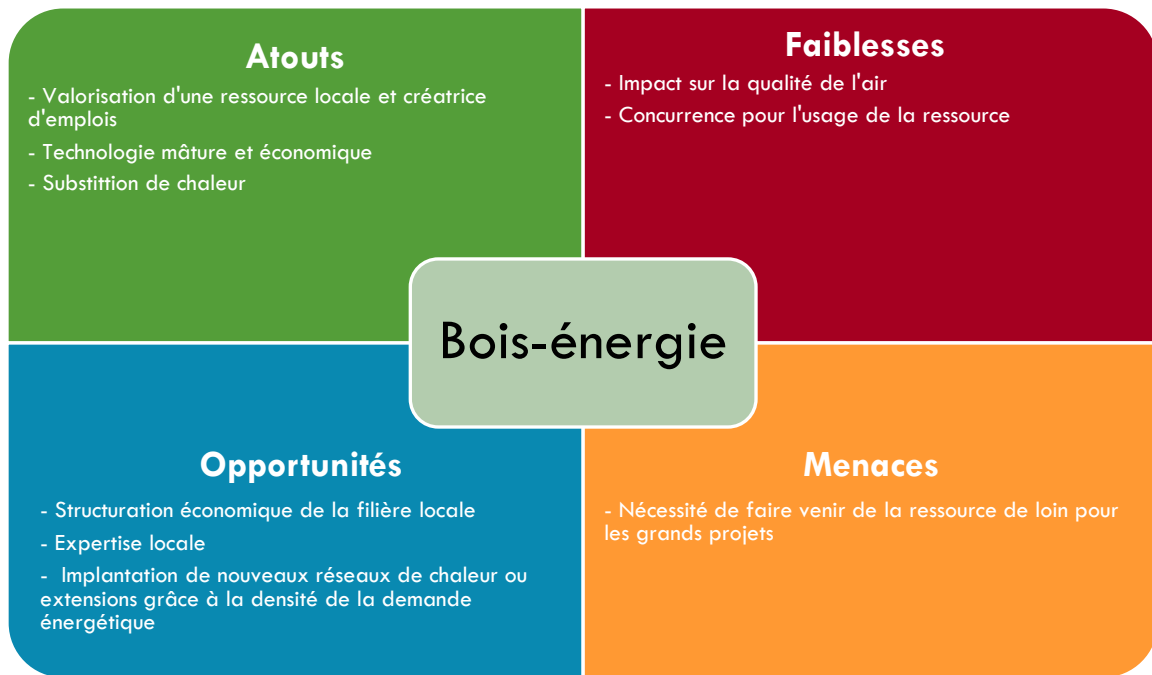 Atouts
- Valorisation d'une ressource locale et créatrice
d'emplois
- Technologie mâture et économique
- Substittion de chaleur
Faiblesses
- Impact sur la qualité de l'air
- Concurrence pour l'usage de la ressource
Bois-énergie
Opportunités
- Structuration économique de la filière locale
- Expertise locale
- Implantation de nouveaux réseaux de chaleur ou
extensions grâce à la densité de la demande
énergétique
Menaces
- Nécessité de faire venir de la ressource de loin pour
les grands projets